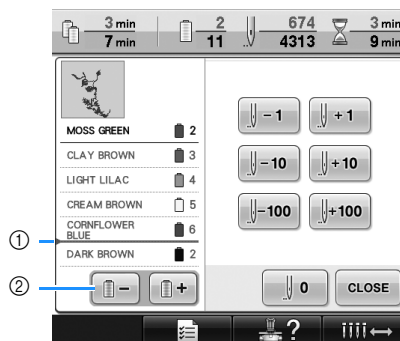 3 min 2 674 3 min
7 min 11 4313 9 min
MOSS GREEN 2
CLAY BROWN 3
LIGHT LILAC 4
CREAM BROWN 5
CORNFLOWER
BLUE 6
DARK BROWN 2
- 1 + 1
- 10 + 10
-100 +100
- +
0 CLOSE
?
1
2